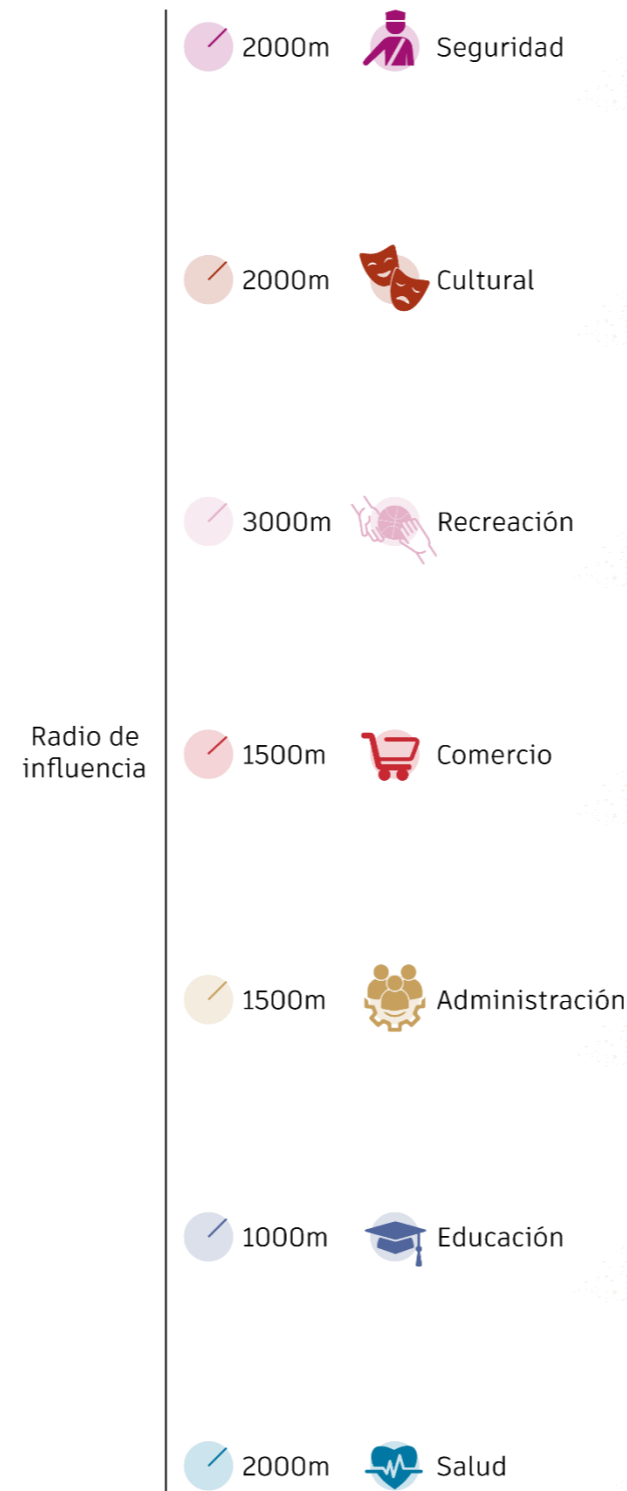 2000m Seguridad
2000m Cultural
3000m Recreación
Radio de
influencia
1500m Comercio
1500m Administración
1000m Educación
2000m Salud